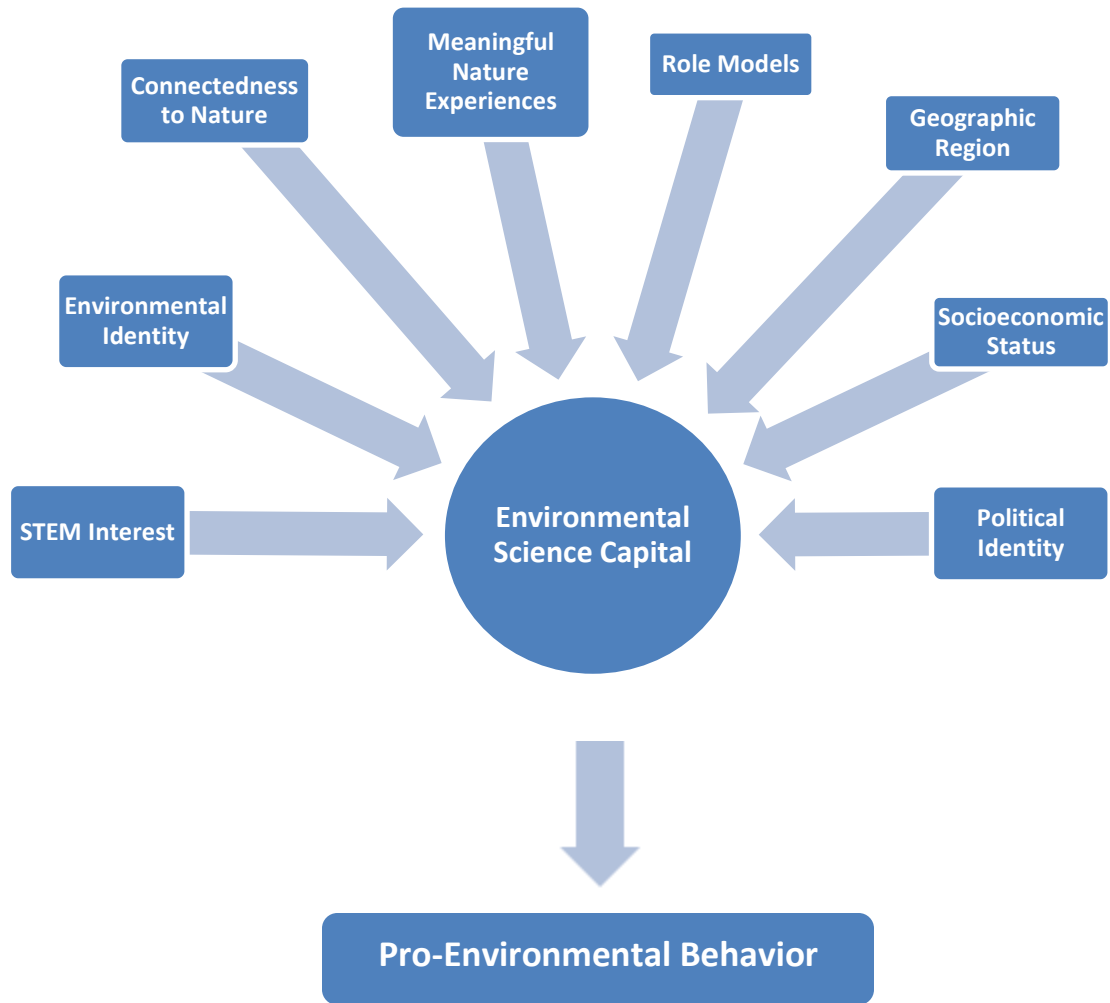 Meaningful
Nature
Experiences
Role Models
Connectedness
to Nature
Geographic
Region
Environmental
Identity
Socioeconomic
Status
STEM Interest
Environmental
Science Capital
Political
Identity
Pro-Environmental Behavior